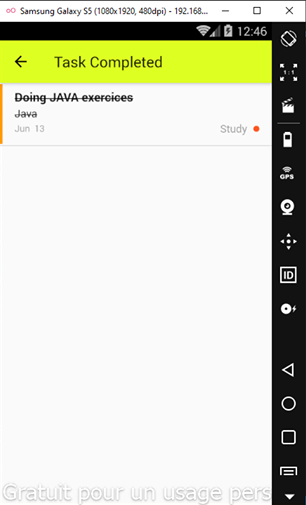 Samsung Galaxy S5 (1080x1920, 480dpi) - 192.168...
12:46
Task Completed
1:1
Doing JAVA exercices
Java
Jun 13
Study
GPS
ID
Gratuit pour un usage pers